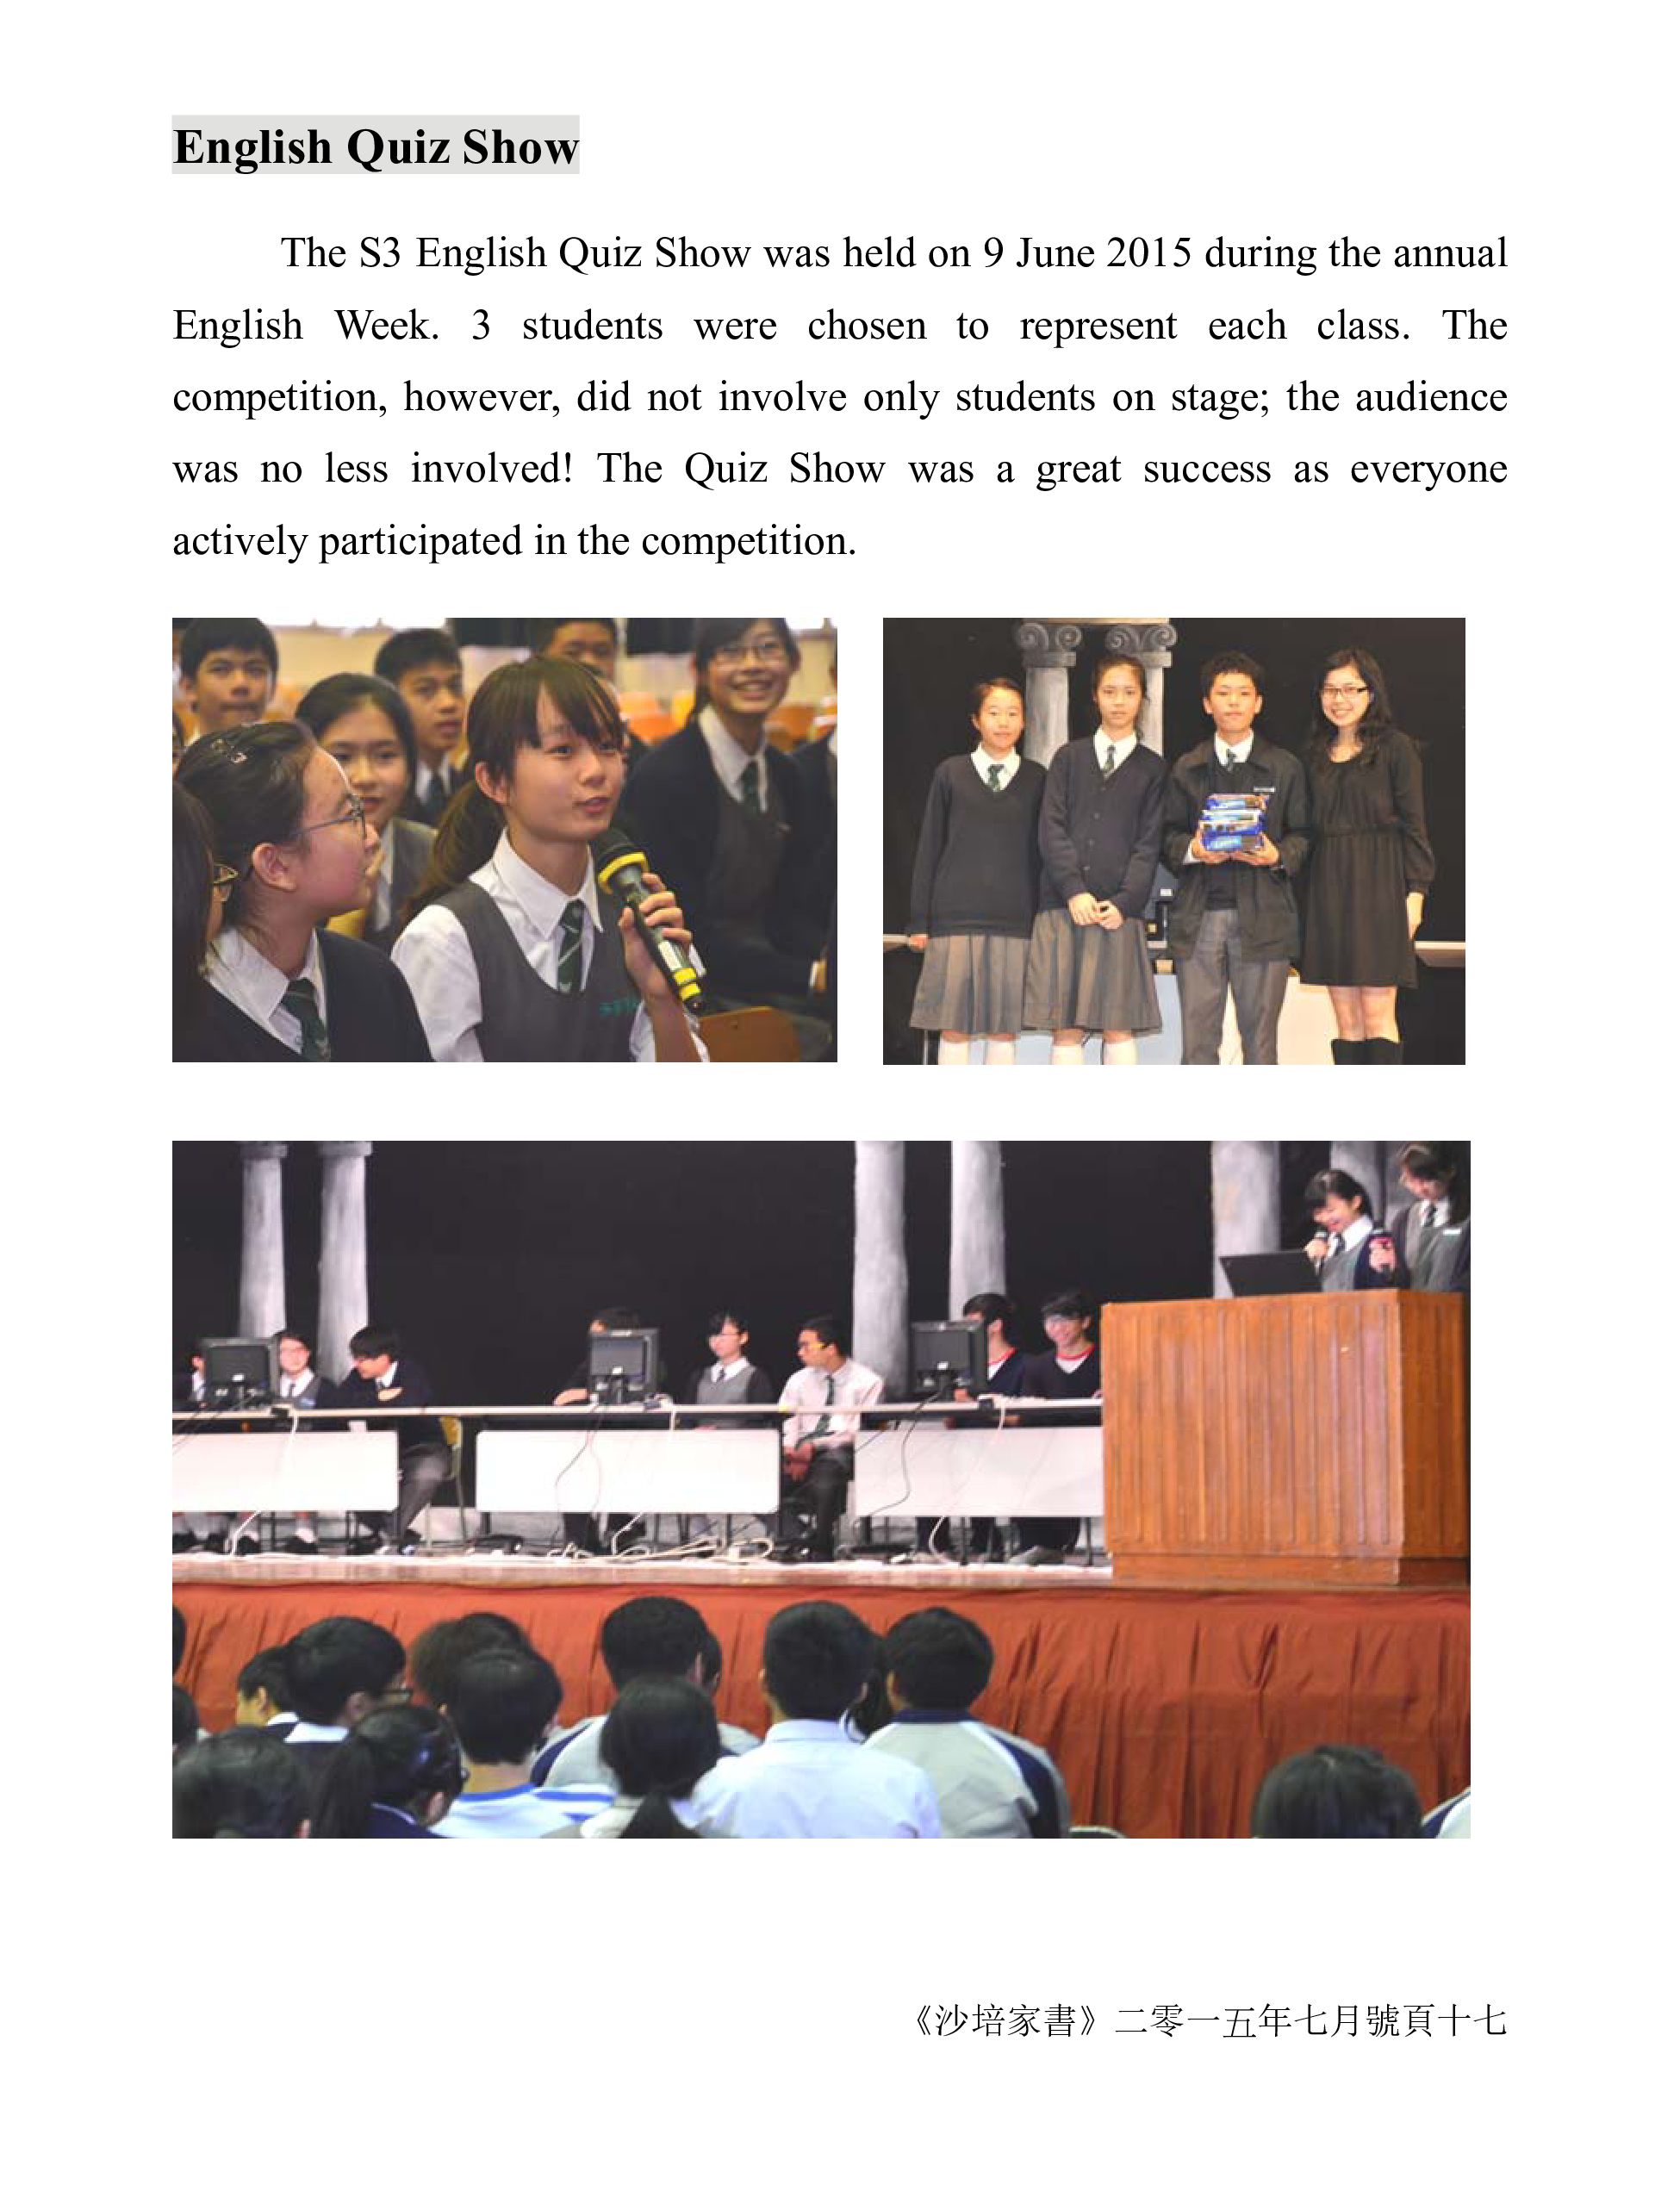 English Quiz Show
The S3 English Quiz Show was held on 9 June 2015 during the annual
English Week. 3 students were chosen to represent each class. The
competition, however, did not involve only students on stage; the audience
was no less involved! The Quiz Show was a great success as everyone
actively participated in the competition.
《沙培家書》二零一五年七月號頁十七